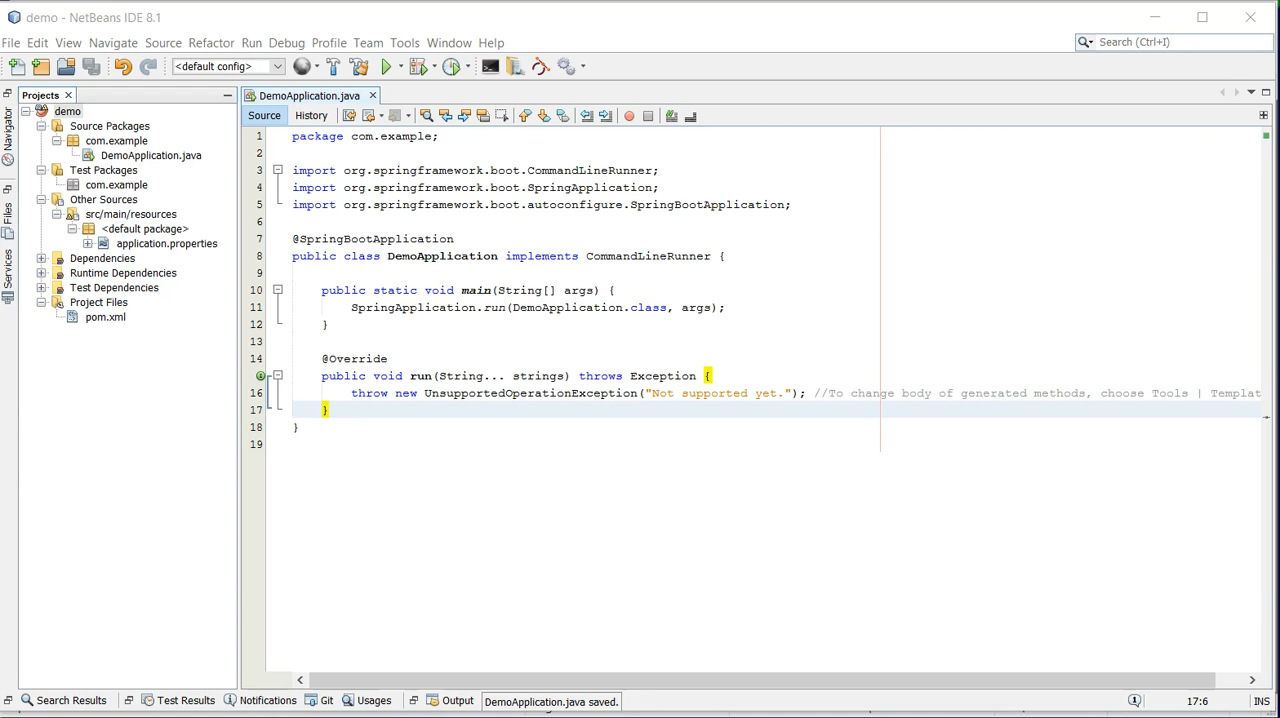 demo - NetBeans IDE 8.1
File Edit View Navigate Source Refactor Run Debug Profile Team Tools Window Help
Search (Ctrl+I)
<default config>
Projects
Navigator
Files
Services
demo
Source Packages
com.example
DemoApplication.java
Test Packages
com.example
Other Sources
src/main/resources
<default package>
application.properties
Dependencies
Runtime Dependencies
Test Dependencies
Project Files
pom.xml
DemoApplication.java
Source History
1 package com.example;
2
3 import org.springframework.boot.CommandLineRunner;
4 import org.springframework.boot.SpringApplication;
5 import org.springframework.boot.autoconfigure.SpringBootApplication;
6
7 @SpringBootApplication
8 public class DemoApplication implements CommandLineRunner {
9
10 public static void main(String[] args) {
11 SpringApplication.run(DemoApplication.class, args);
12 }
13
14 @Override
public void run(String... strings) throws Exception {
16 throw new UnsupportedOperationException("Not supported yet."); //To change body of generated methods, choose Tools | Templat
17 }
18 }
19
Search Results Test Results Notifications Git Usages Output DemoApplication.java saved. 17:6 INS